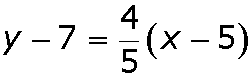 y − 7 = 4/5 (x − 5)